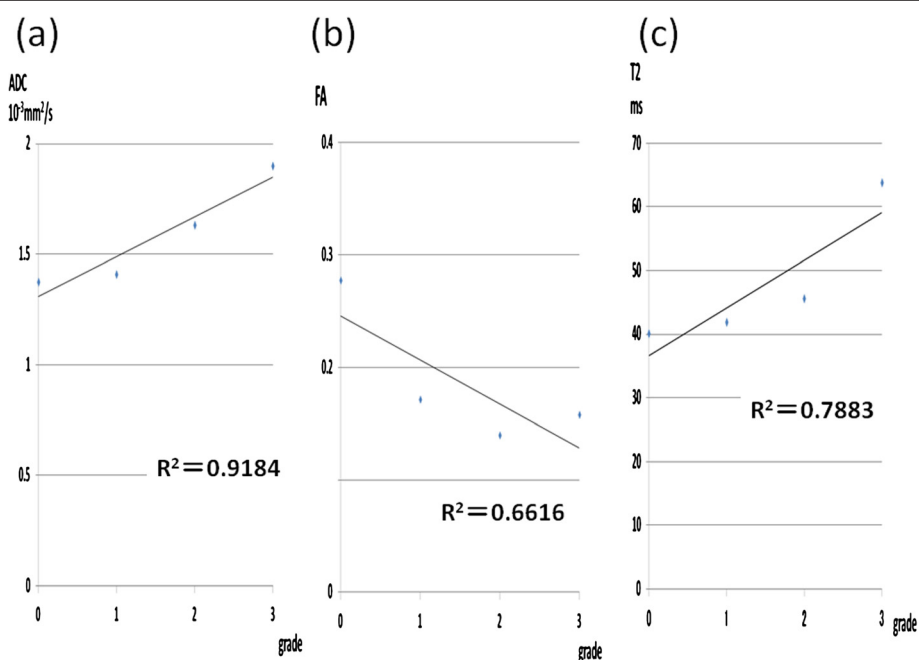 (a)
ADC
10⁻³mm²/s
2
1.5
1
0.5
0
0 1 2 3
grade
R²=0.9184
(b)
FA
0.4
0.3
0.2
0
0 1 2 3
grade
R²=0.6616
(c)
T2
ms
70
60
50
40
30
20
10
0
0 1 2 3
grade
R²=0.7883